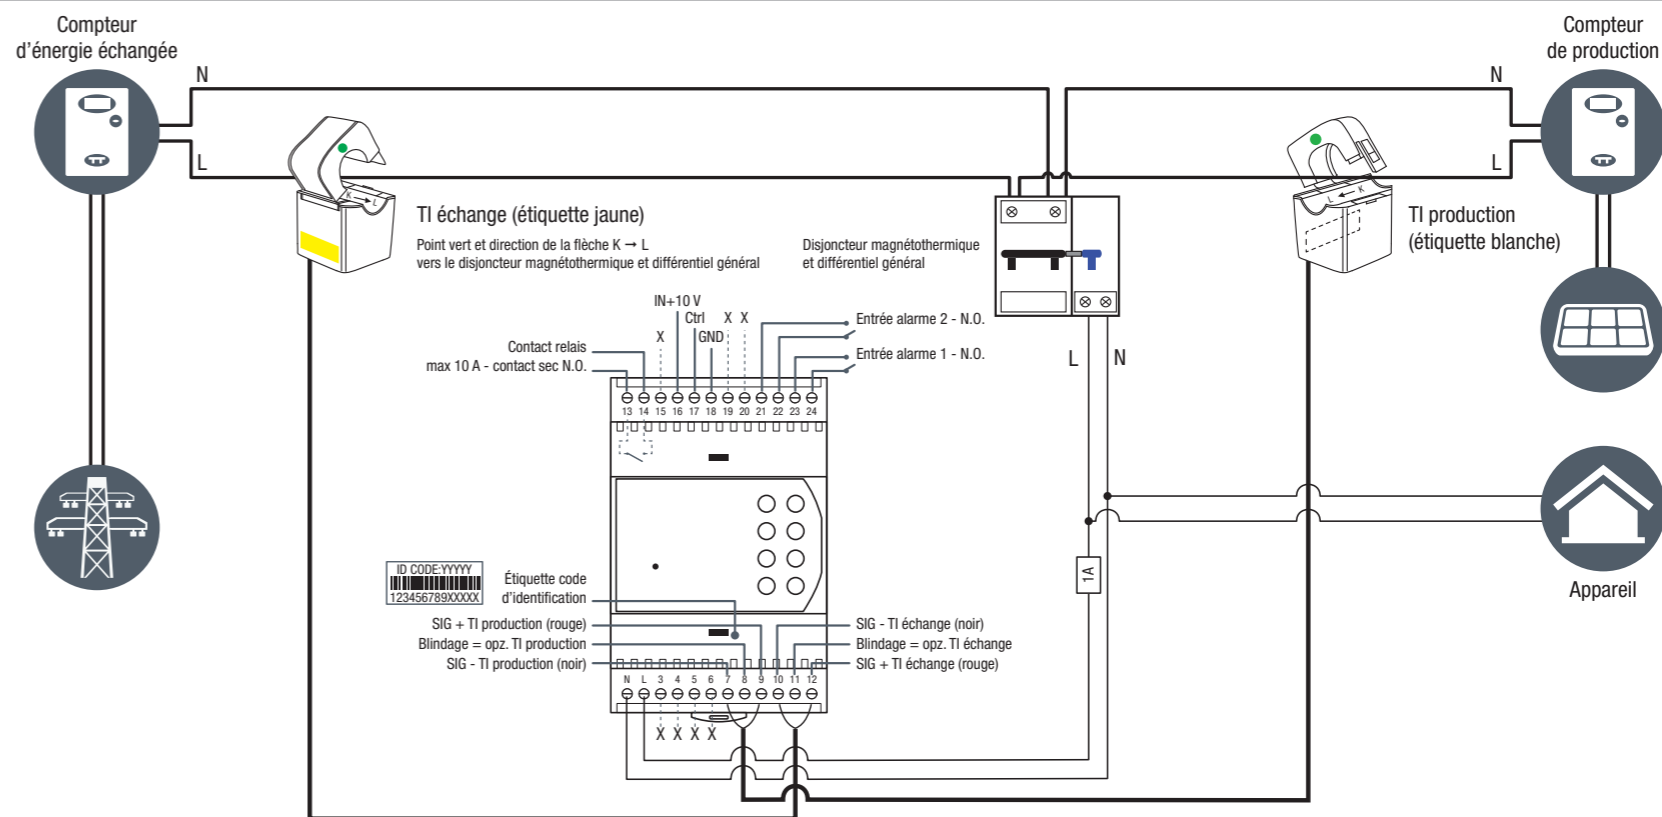 Compteur
d’énergie échangée
Compteur
de production
N
N
L
L
K → L
L ← K
TI échange (étiquette jaune)
Point vert et direction de la flèche K → L
vers le disjoncteur magnétothermique et différentiel général
Disjoncteur magnétothermique
et différentiel général
TI production
(étiquette blanche)
IN+10 V
Ctrl
X X
X
GND
Entrée alarme 2 - N.O.
Contact relais
max 10 A - contact sec N.O.
Entrée alarme 1 - N.O.
L
N
13 14 15 16 17 18 19 20 21 22 23 24
ID CODE:YYYYY
123456789XXXXX
Étiquette code
d’identification
1A
Appareil
SIG + TI production (rouge)
Blindage = opz. TI production
SIG - TI production (noir)
SIG - TI échange (noir)
Blindage = opz. TI échange
SIG + TI échange (rouge)
N L 3 4 5 6 7 8 9 10 11 12
X X X X